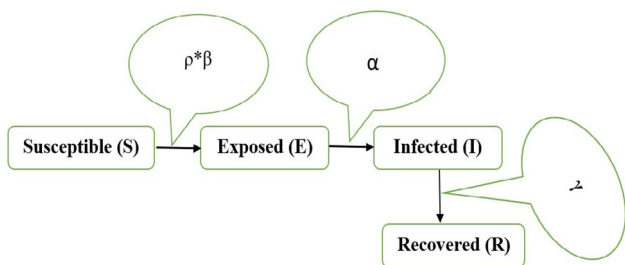 ρ*β
α
Susceptible (S)
Exposed (E)
Infected (I)
Recovered (R)